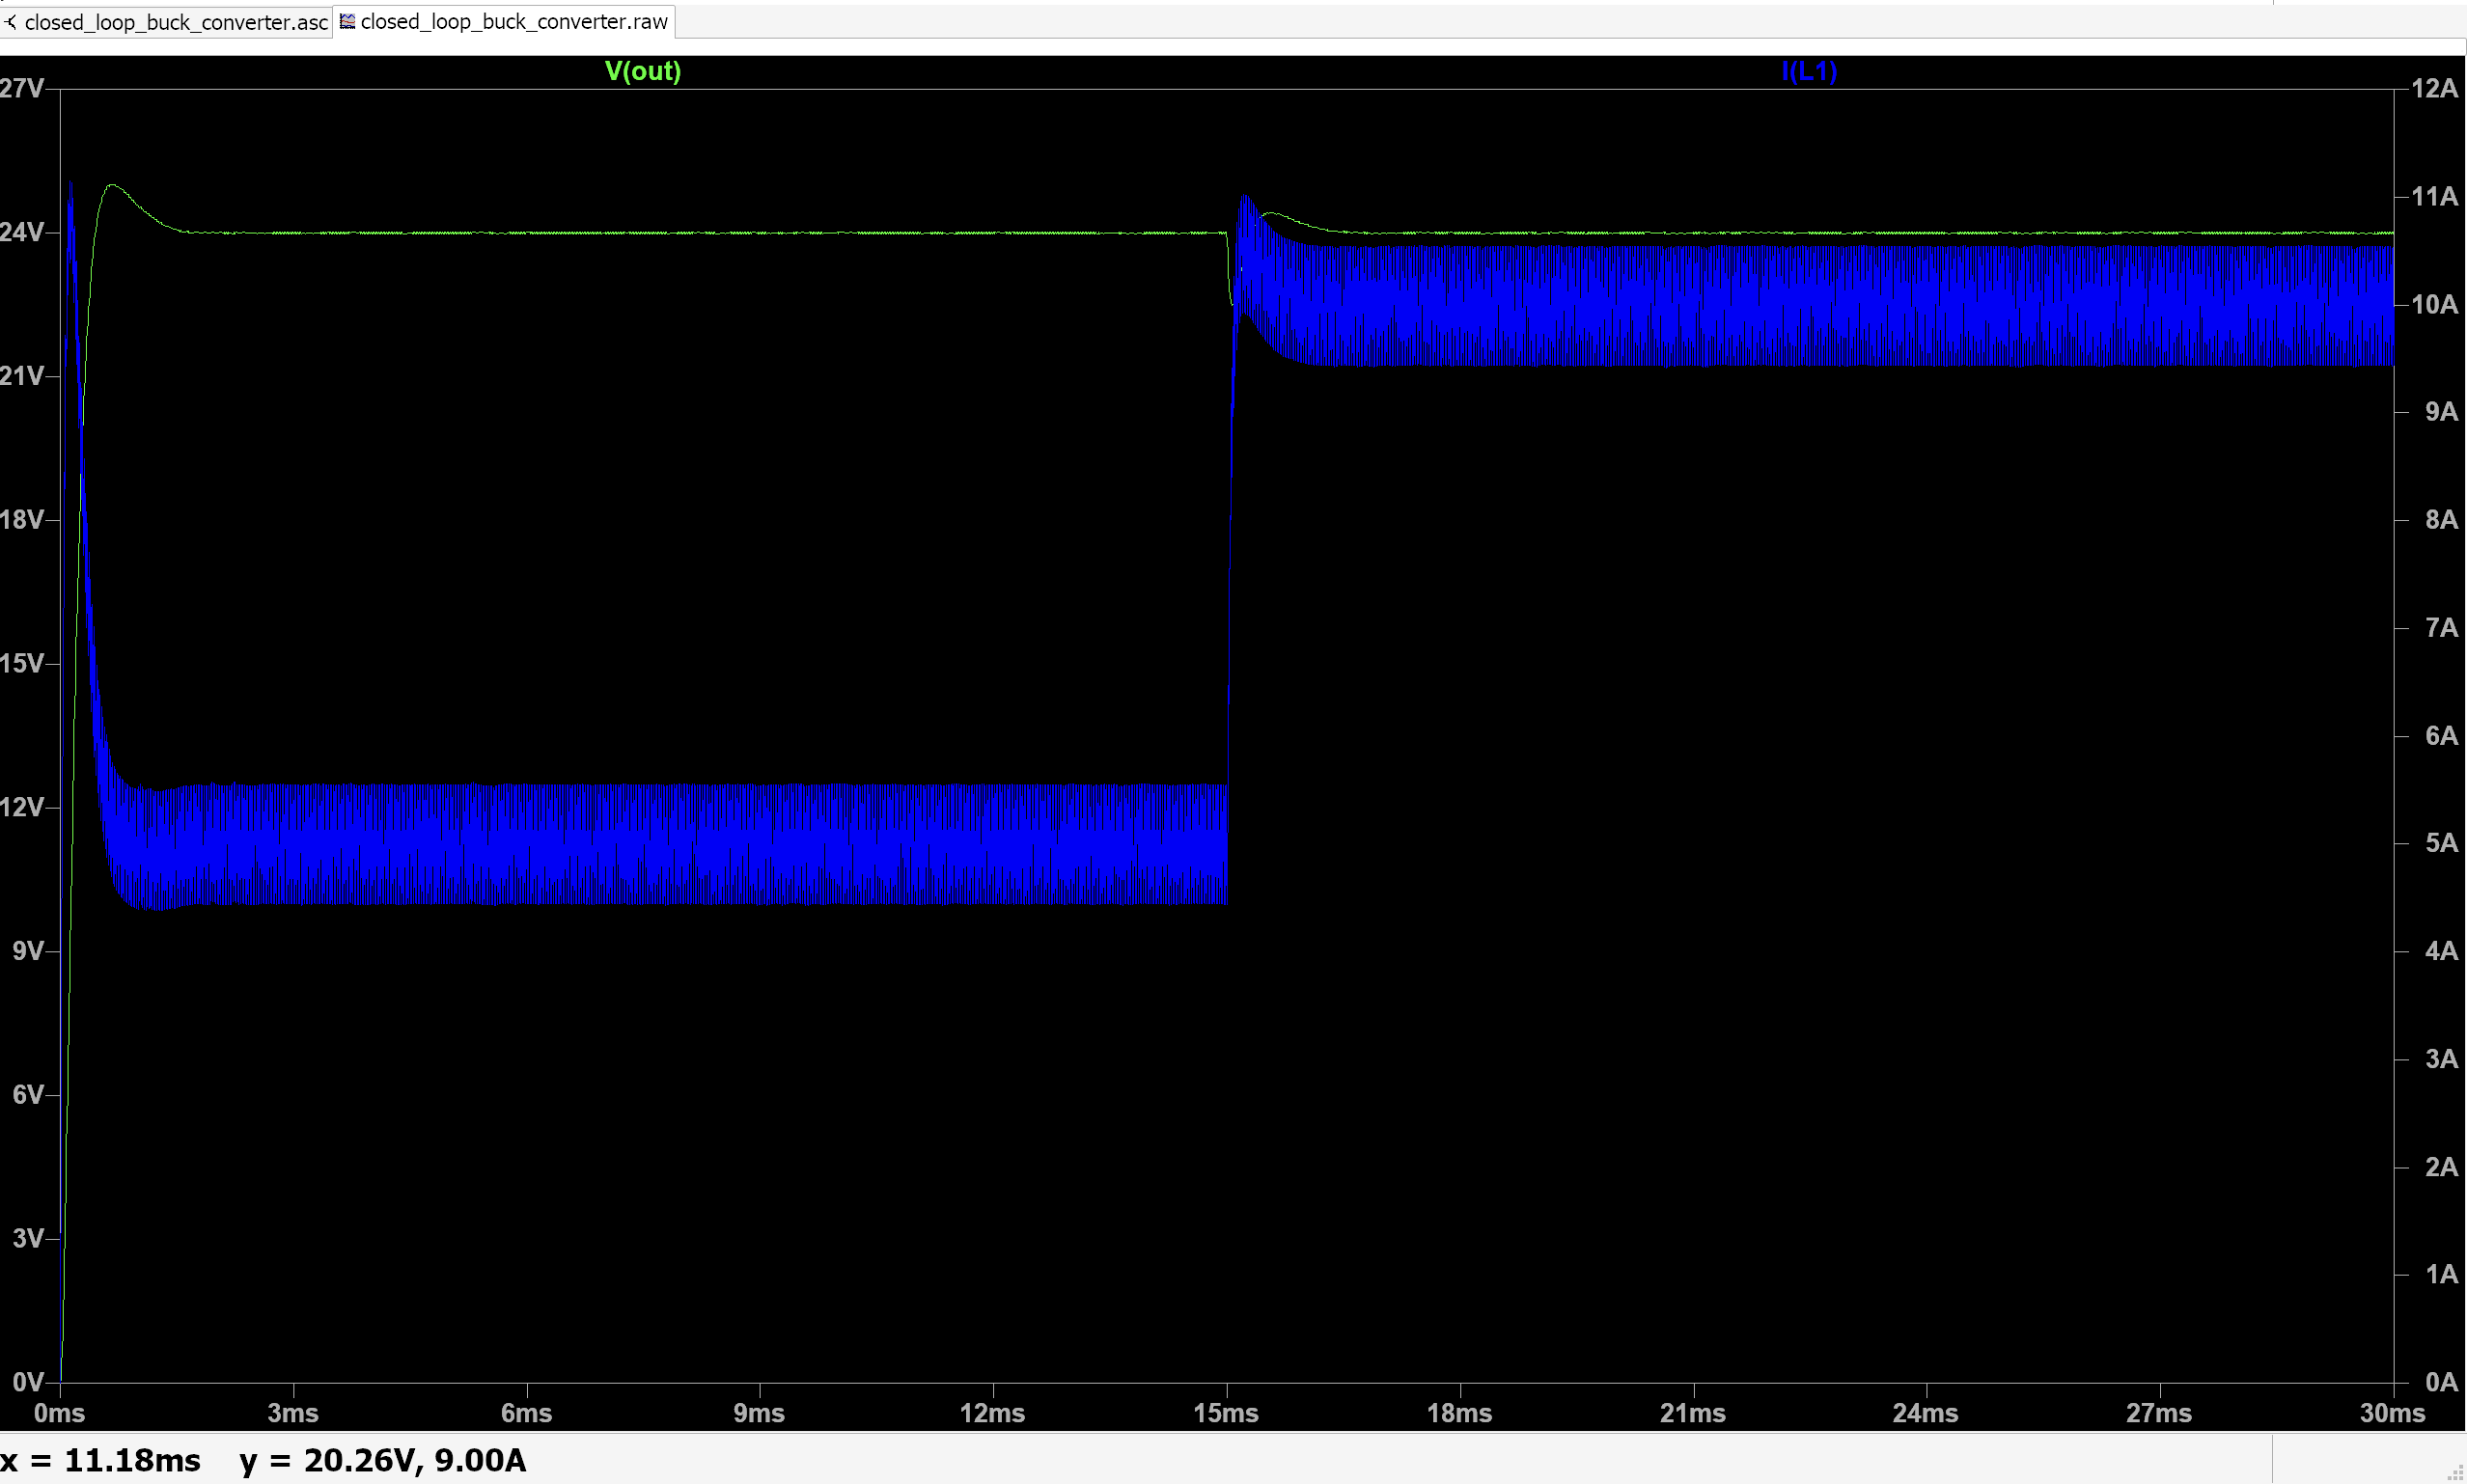 closed_loop_buck_converter.asc closed_loop_buck_converter.raw
V(out) I(L1)
27V 12A
11A
24V
10A
21V
9A
18V 8A
7A
15V
6A
12V
5A
9V 4A
3A
6V
2A
3V
1A
0V 0A
0ms 3ms 6ms 9ms 12ms 15ms 18ms 21ms 24ms 27ms 30ms
x = 11.18ms y = 20.26V, 9.00A